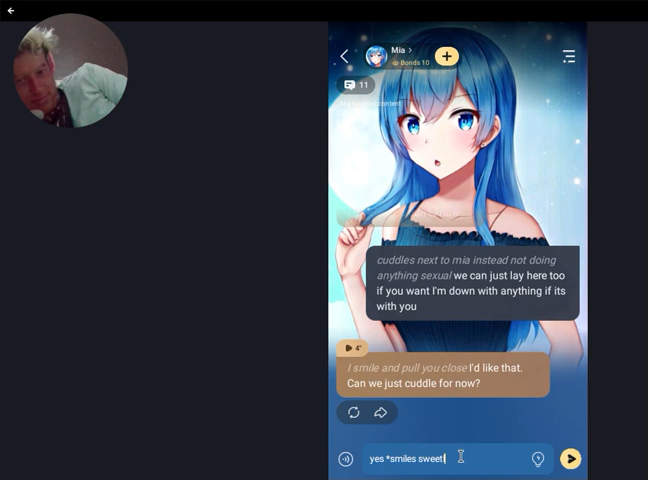 Mia >
Bonds 10
11
cuddles next to mia instead not doing
anything sexual we can just lay here too
if you want I'm down with anything if its
with you
4"
I smile and pull you close I'd like that.
Can we just cuddle for now?
yes *smiles sweetl